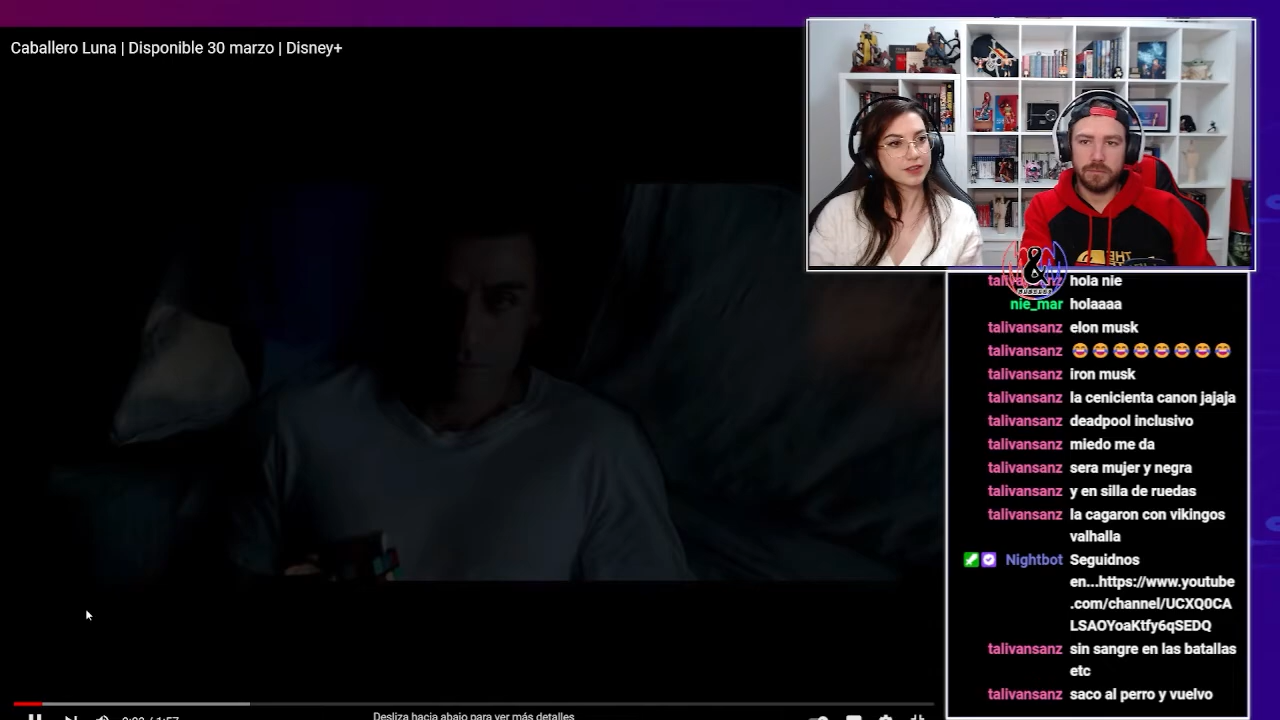 Caballero Luna | Disponible 30 marzo | Disney+
hola nie
nie_mar holaaaa
talivansanz elon musk
talivansanz 😂😂😂😂😂😂😂😂
talivansanz iron musk
talivansanz la cenicienta canon jajaja
talivansanz deadpool inclusivo
talivansanz miedo me da
talivansanz sera mujer y negra
talivansanz y en silla de ruedas
talivansanz la cagaron con vikingos
valhalla
Nightbot Seguidnos
en...https://www.youtube
.com/channel/UCXQ0CA
LSAOYoaKtfy6qSEDQ
talivansanz sin sangre en las batallas
etc
talivansanz saco al perro y vuelvo
Desliza hacia abajo para ver más detalles